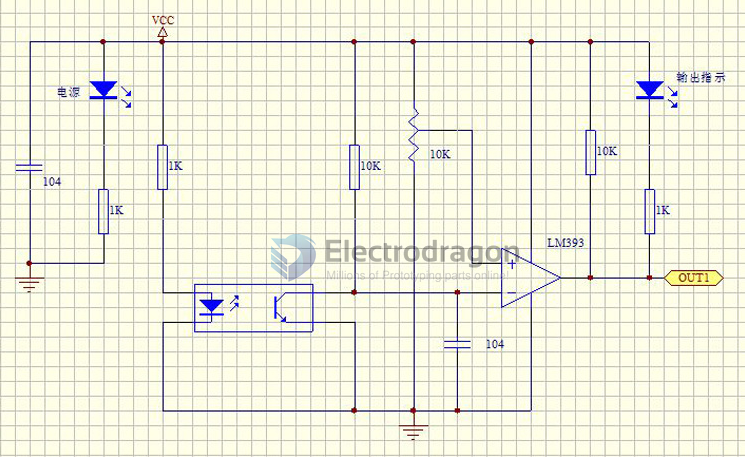 VCC
电源
输出指示
104
1K
1K
10K
10K
10K
1K
LM393
Electrodragon
Millions of Prototyping parts online!
+
−
OUT1
104